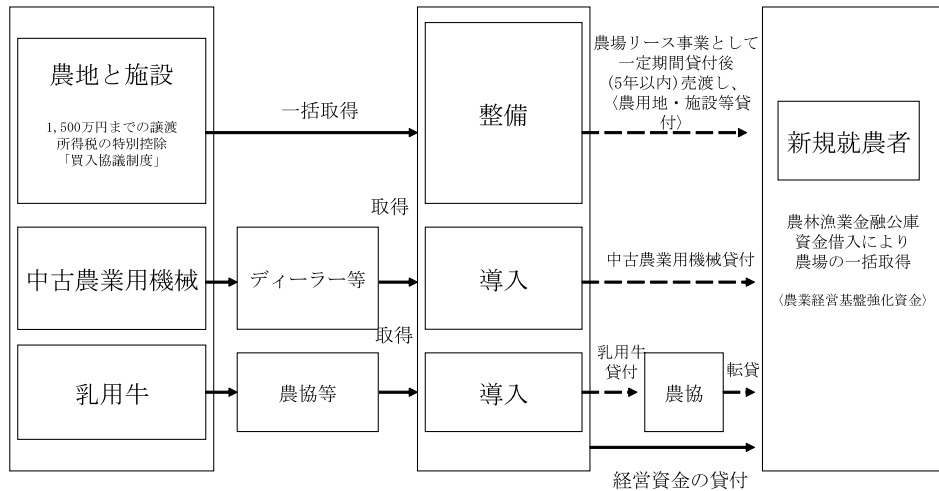 農地と施設
1,500万円までの譲渡
所得税の特別控除
「買入協議制度」
一括取得
整備
農場リース事業として
一定期間貸付後
(5年以内)売渡し、
〈農用地・施設等貸
付〉
新規就農者
農林漁業金融公庫
資金借入により
農場の一括取得
〈農業経営基盤強化資金〉
取得
中古農業用機械
ディーラー等
導入
中古農業用機械貸付
取得
乳用牛
農協等
導入
乳用牛
貸付
農協
転貸
経営資金の貸付